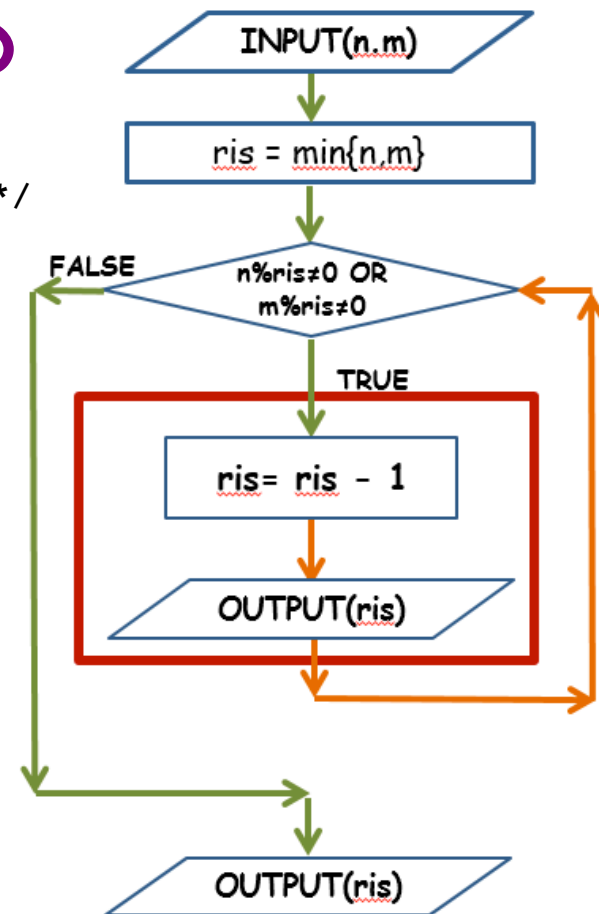 INPUT(n.m)
ris = min{n,m}
*/
FALSE
n%ris≠0 OR
m%ris≠0
TRUE
ris= ris - 1
OUTPUT(ris)
OUTPUT(ris)